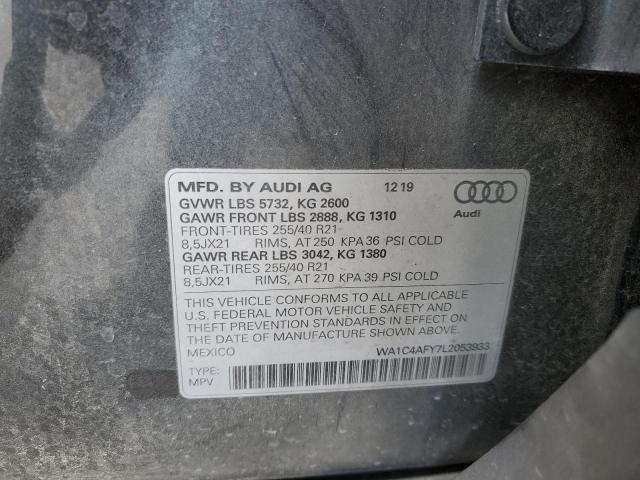 MFD. BY AUDI AG 12 19
GVWR LBS 5732, KG 2600
GAWR FRONT LBS 2888, KG 1310
FRONT-TIRES 255/40 R21
8,5JX21 RIMS, AT 250 KPA 36 PSI COLD
GAWR REAR LBS 3042, KG 1380
REAR-TIRES 255/40 R21
8,5JX21 RIMS, AT 270 KPA 39 PSI COLD
Audi
THIS VEHICLE CONFORMS TO ALL APPLICABLE
U.S. FEDERAL MOTOR VEHICLE SAFETY AND
THEFT PREVENTION STANDARDS IN EFFECT ON
THE DATE OF MANUFACTURE SHOWN ABOVE.
MEXICO WA1C4AFY7L2053933
TYPE:
MPV